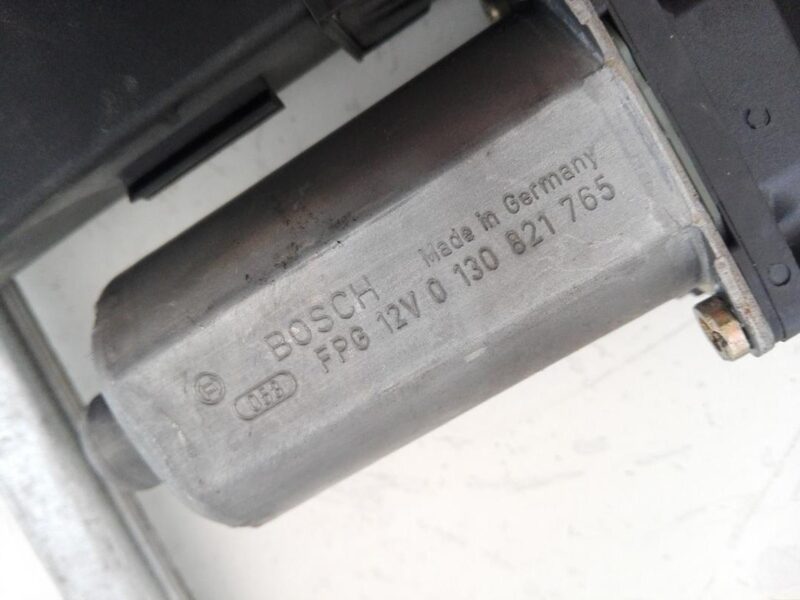 BOSCH Made in Germany
FPG 12V 0 130 821 765